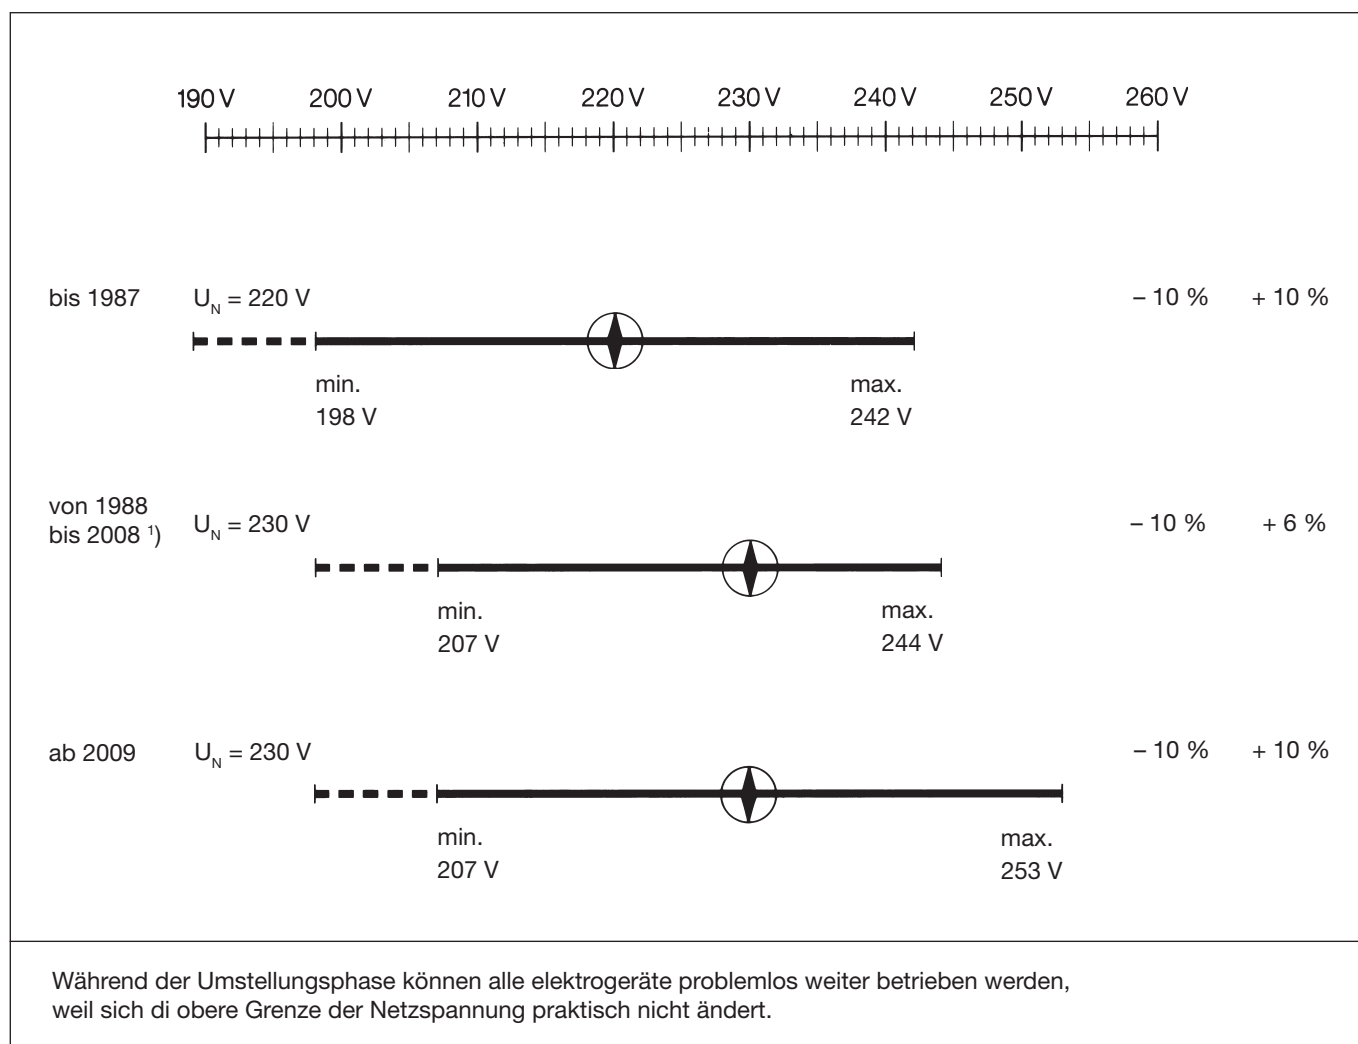 190 V 200 V 210 V 220 V 230 V 240 V 250 V 260 V
bis 1987 U_N = 220 V – 10 % + 10 %
min. max.
198 V 242 V
von 1988
bis 2008 ¹) U_N = 230 V – 10 % + 6 %
min. max.
207 V 244 V
ab 2009 U_N = 230 V – 10 % + 10 %
min. max.
207 V 253 V
Während der Umstellungsphase können alle elektrogeräte problemlos weiter betrieben werden,
weil sich di obere Grenze der Netzspannung praktisch nicht ändert.